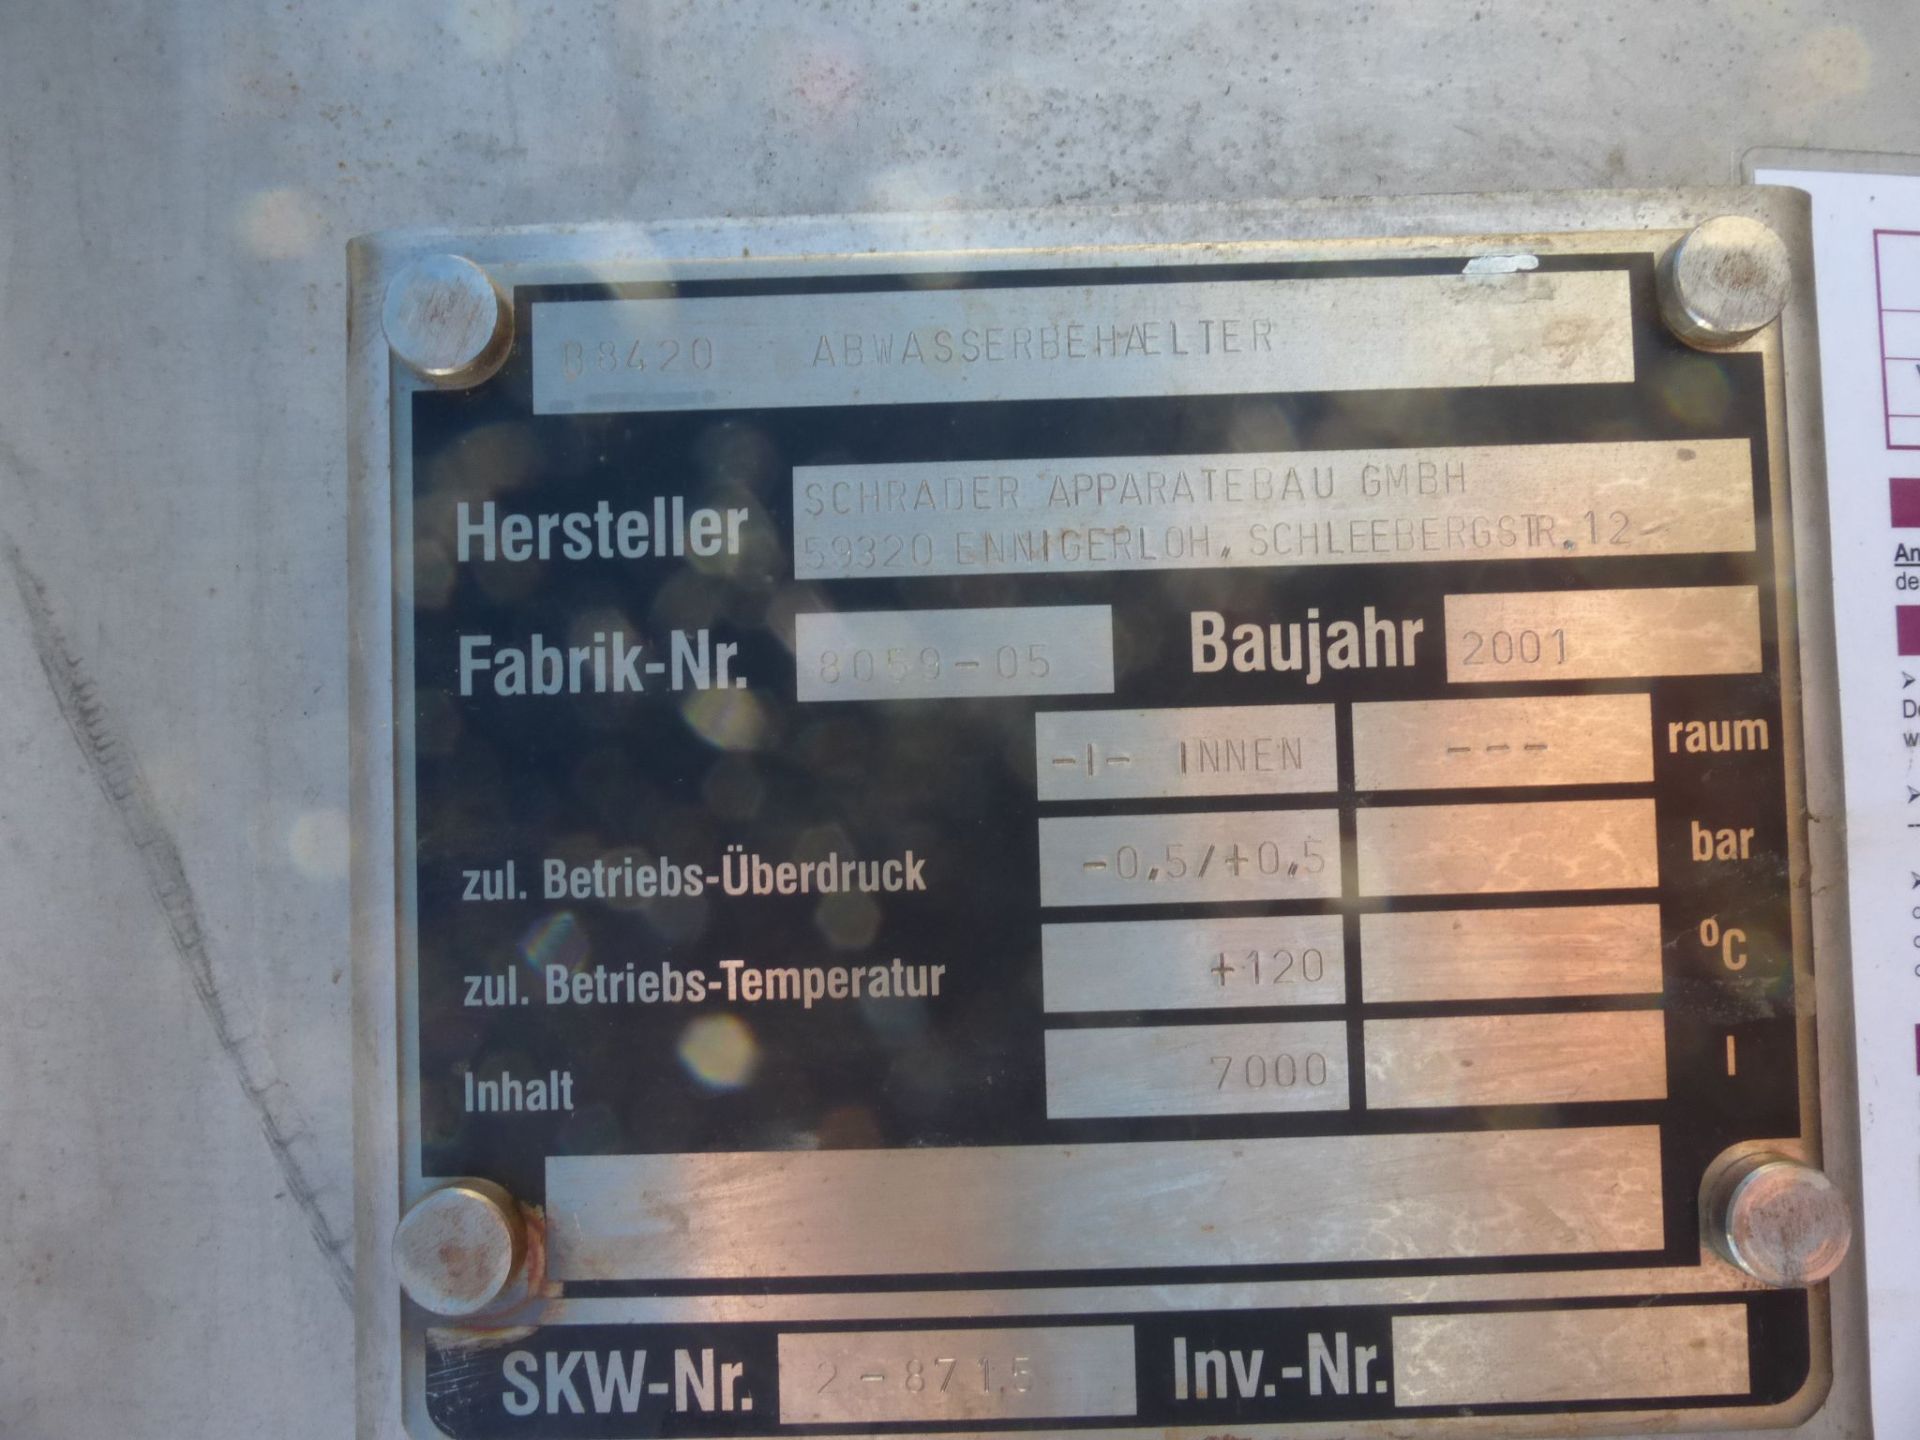 B8420 ABWASSERBEHAELTER
Hersteller SCHRADER APPARATEBAU GMBH
59320 ENNIGERLOH, SCHLEEBERGSTR.12
Fabrik-Nr. 8059-05 Baujahr 2001
-I- INNEN --- raum
zul. Betriebs-Überdruck -0,5/+0,5 bar
zul. Betriebs-Temperatur +120 °C
Inhalt 7000 l
SKW-Nr. 2-8715 Inv.-Nr.